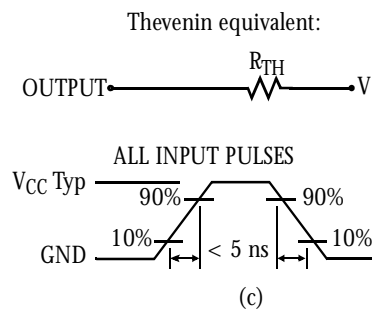 Thevenin equivalent:
R_TH
OUTPUT V
ALL INPUT PULSES
V_CC Typ
90% 90%
10% 10%
GND < 5 ns
(c)